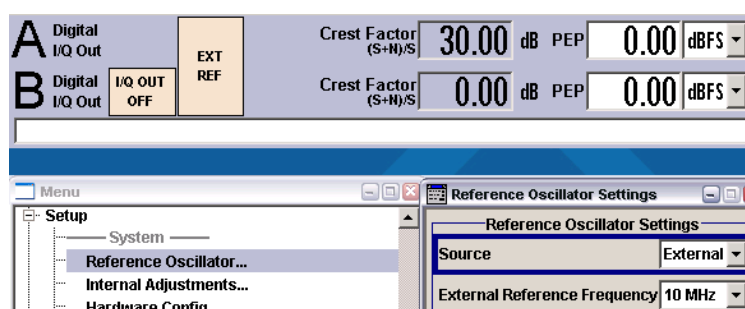 A Digital I/Q Out EXT REF Crest Factor (S+N)/S 30.00 dB PEP 0.00 dBFS
B Digital I/Q Out I/Q OUT OFF Crest Factor (S+N)/S 0.00 dB PEP 0.00 dBFS
Menu
Setup
System
Reference Oscillator...
Internal Adjustments...
Hardware Config
Reference Oscillator Settings
Reference Oscillator Settings
Source External
External Reference Frequency 10 MHz